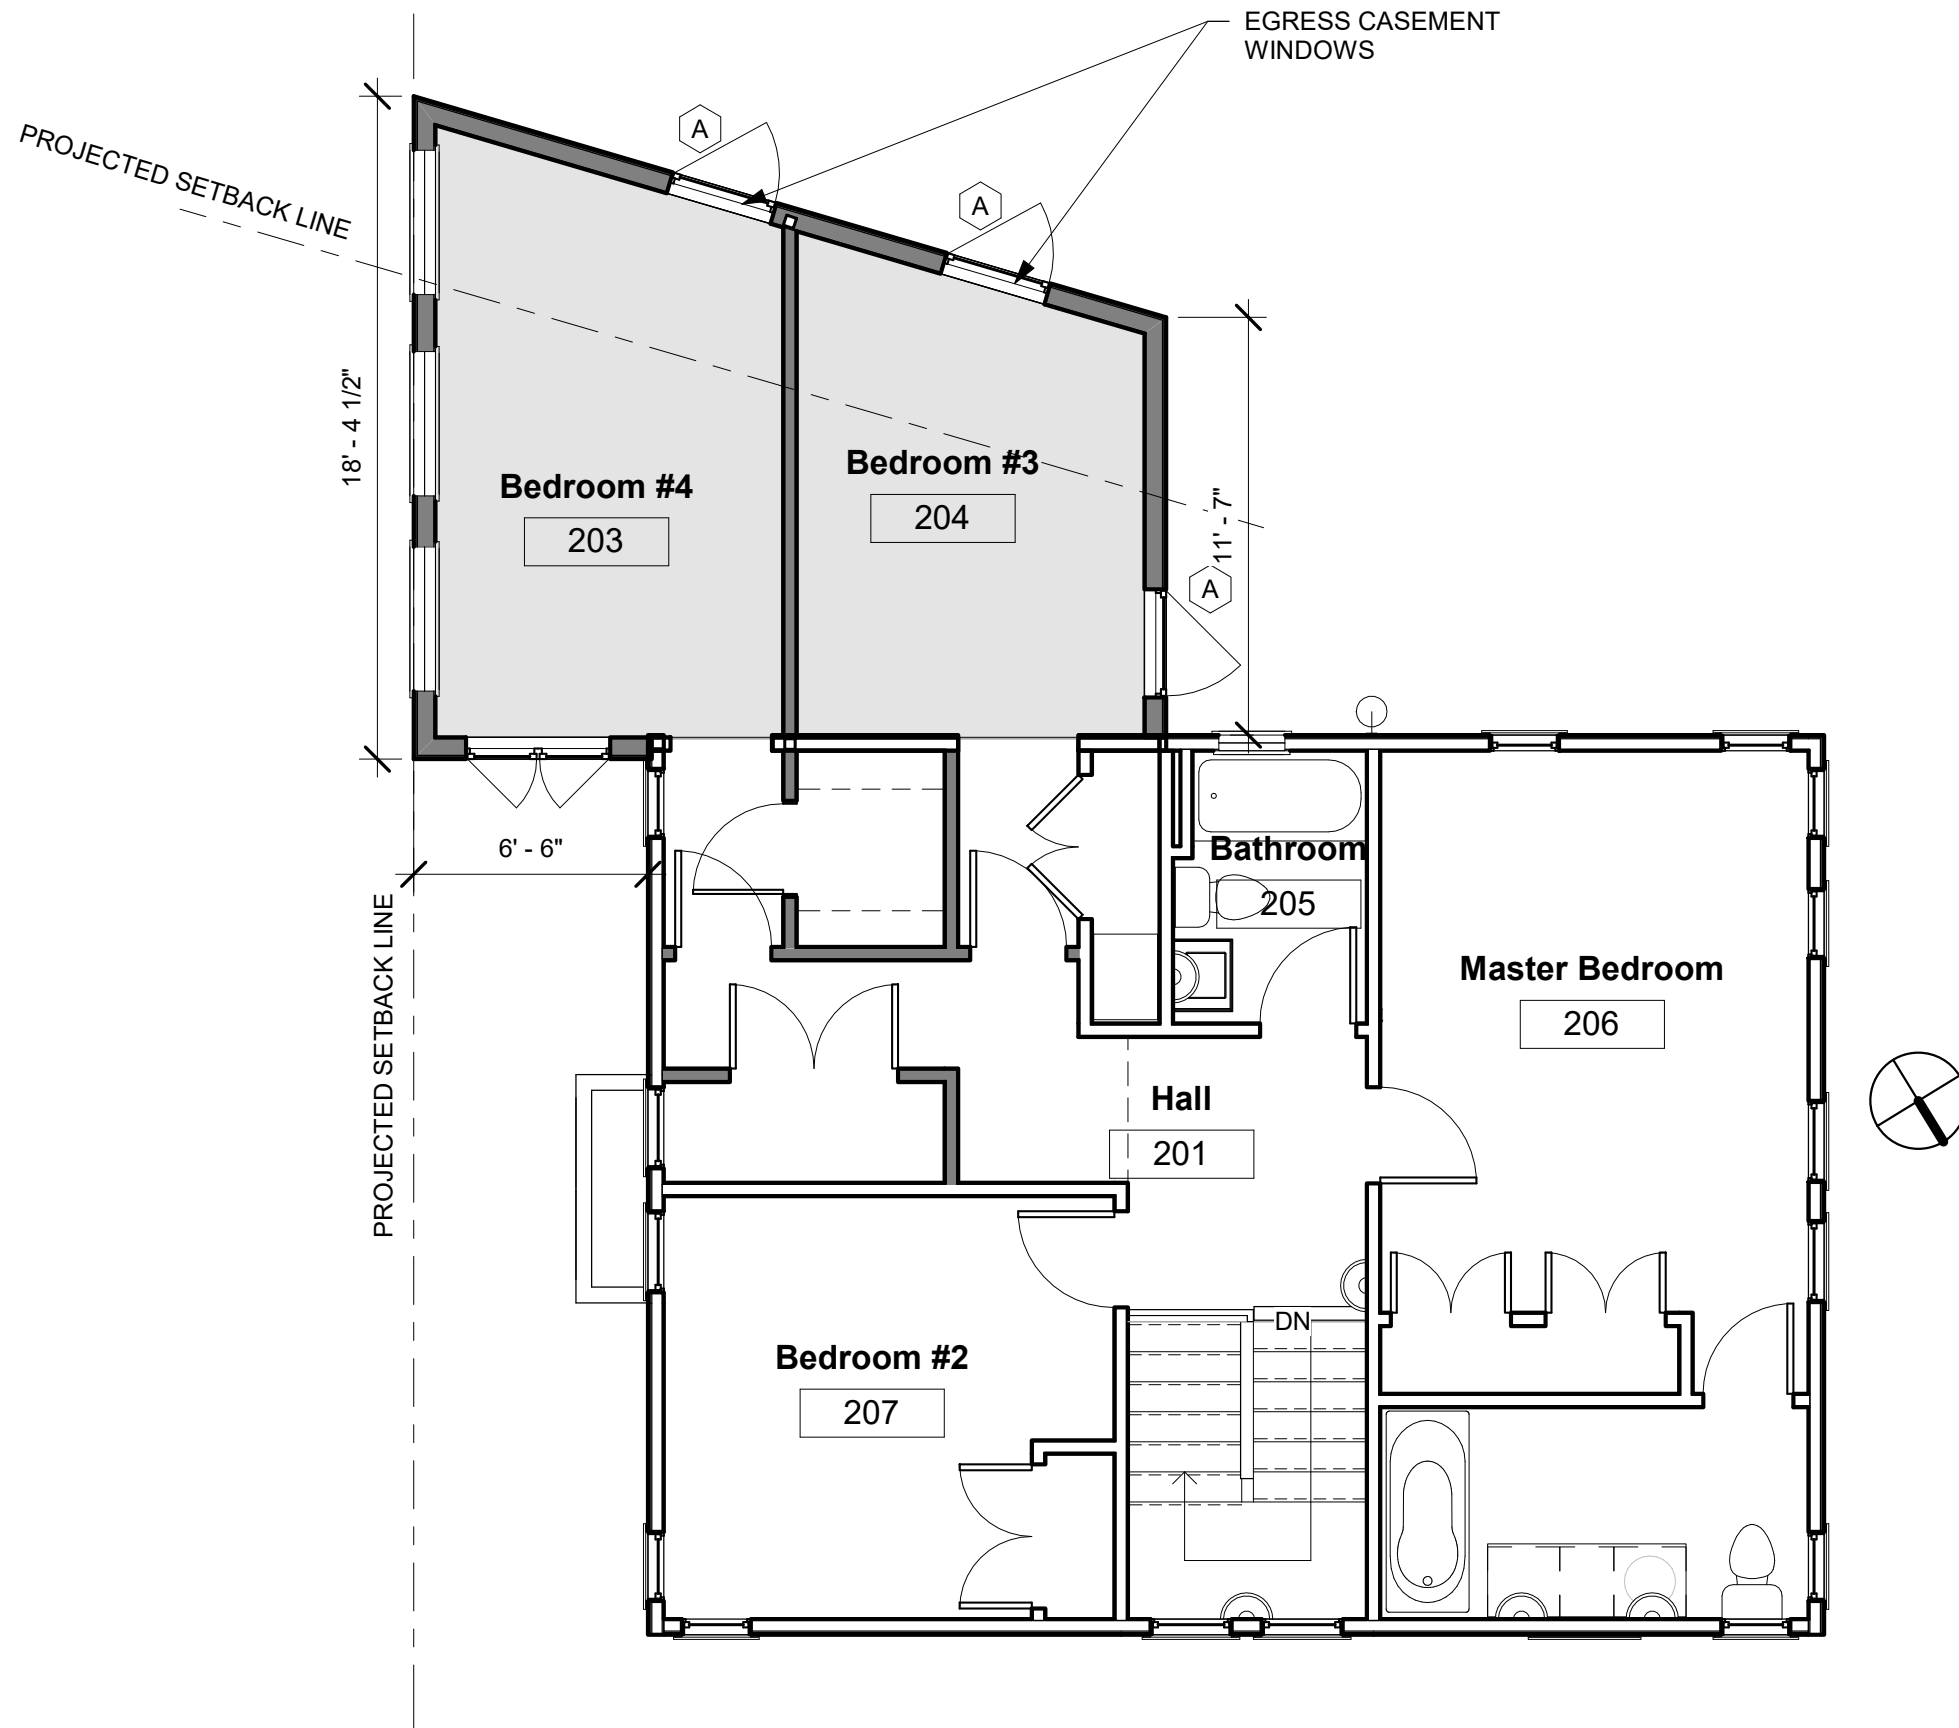 EGRESS CASEMENT
WINDOWS
A
PROJECTED SETBACK LINE
A
18' - 4 1/2"
Bedroom #4
203
Bedroom #3
204
11' - 7"
A
6' - 6"
Bathroom
205
PROJECTED SETBACK LINE
Master Bedroom
206
Hall
201
DN
Bedroom #2
207